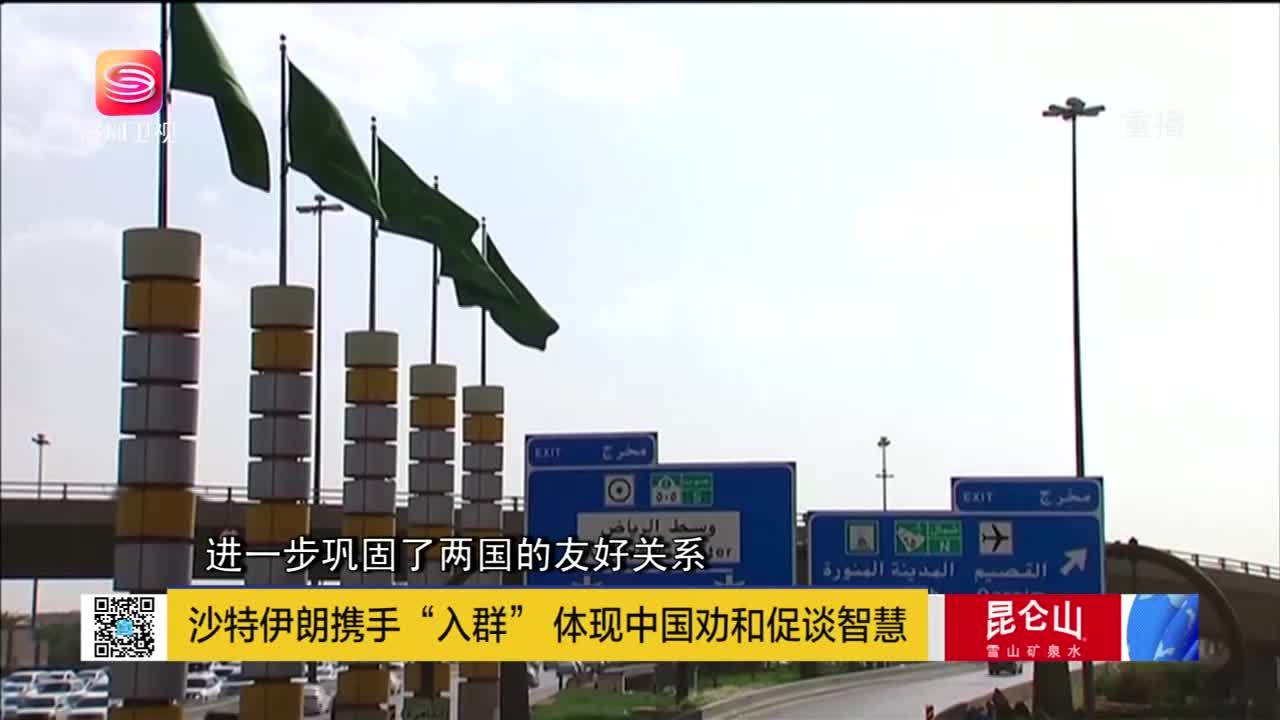 深圳卫视
重播
EXIT مخرج
وسط الرياض
EXIT مخرج
N
N
القصيم
المدينة المنورة
进一步巩固了两国的友好关系
沙特伊朗携手“入群” 体现中国劝和促谈智慧
昆仑山
雪山矿泉水